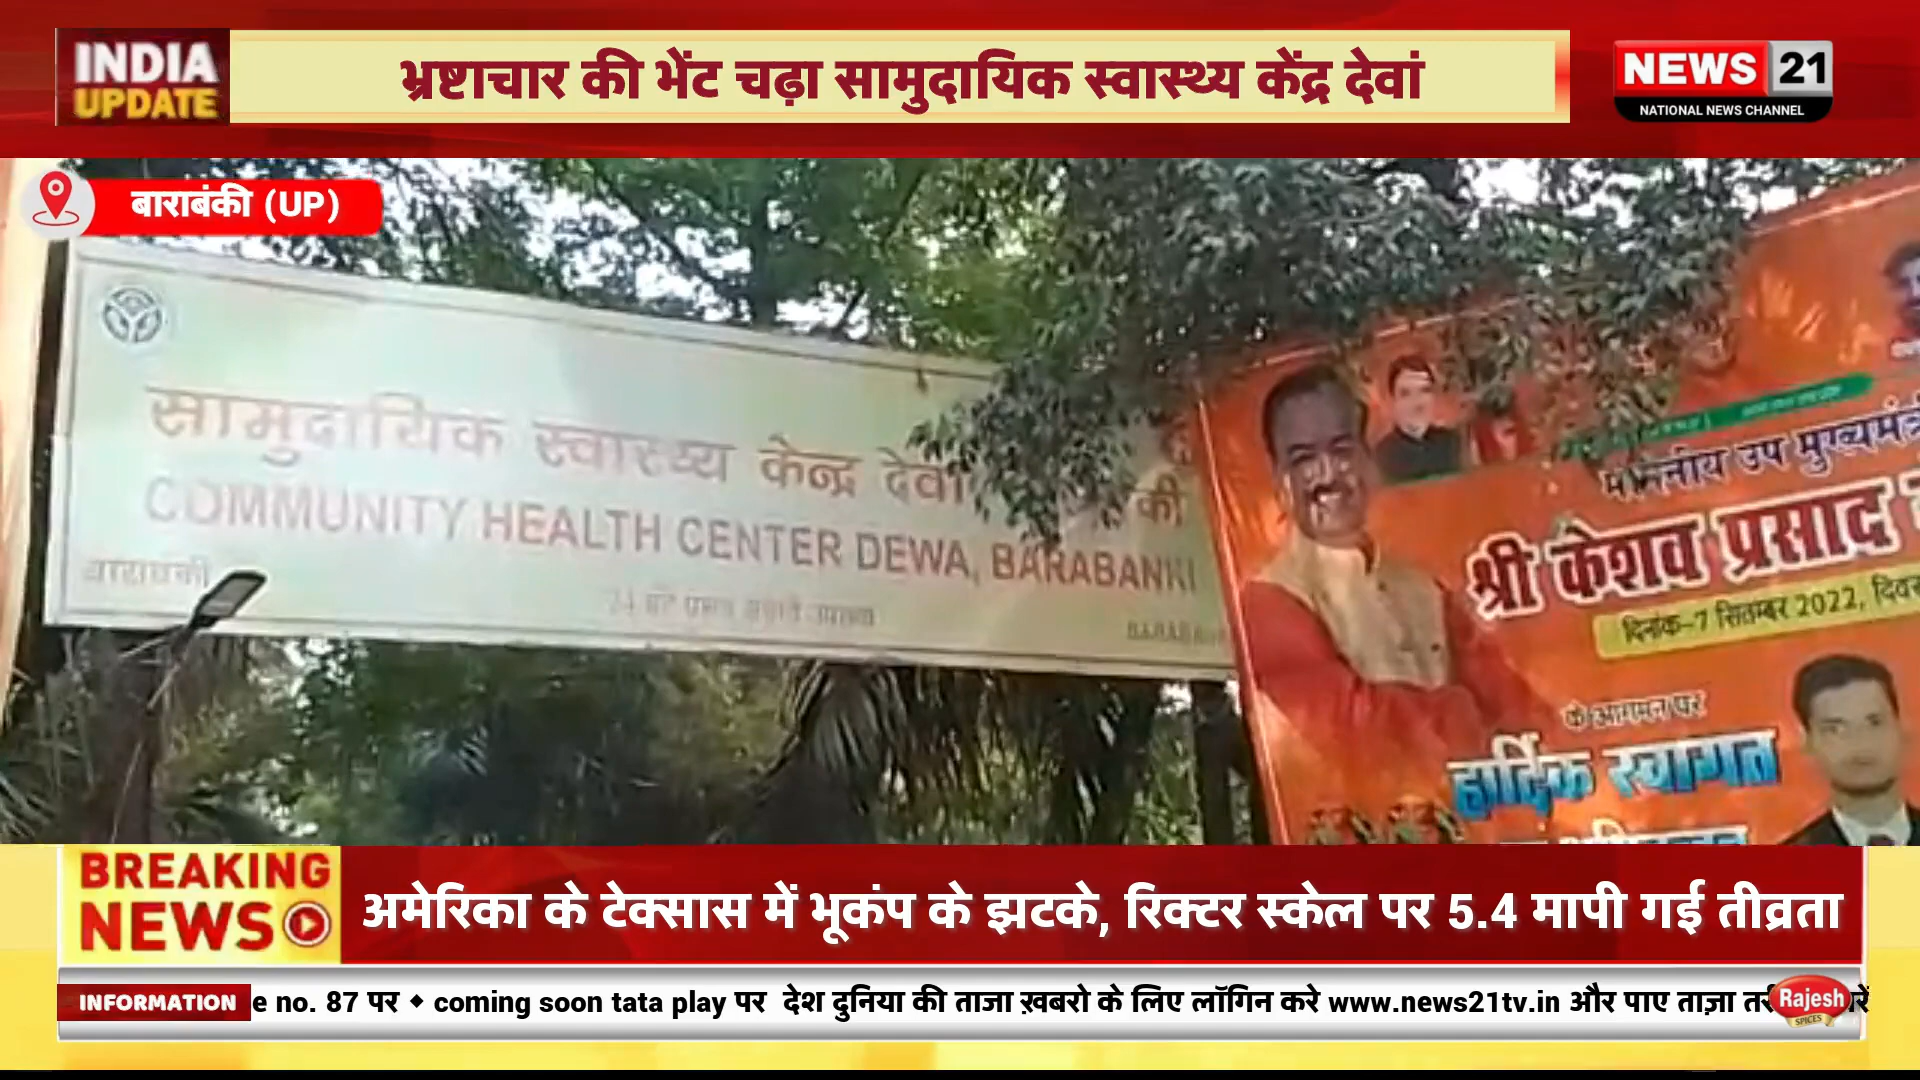 INDIA
UPDATE
भ्रष्टाचार की भेंट चढ़ा सामुदायिक स्वास्थ्य केंद्र देवां
NEWS 21
NATIONAL NEWS CHANNEL
बाराबंकी (UP)
सामुदायिक स्वास्थ्य केन्द्र देवा
की
COMMUNITY HEALTH CENTER DEWA, BARABANKI
बाराबंकी
माननीय उप मुख्यमंत्री
श्री केशव प्रसाद
दिनांक-7 सितम्बर 2022,
के आगमन पर
हार्दिक स्वागत
BREAKING
NEWS
अमेरिका के टेक्सास में भूकंप के झटके, रिक्टर स्केल पर 5.4 मापी गई तीव्रता
INFORMATION
e no. 87 पर ◆ coming soon tata play पर देश दुनिया की ताजा ख़बरो के लिए लॉगिन करे www.news21tv.in और पाए ताज़ा
Rajesh
SPICES